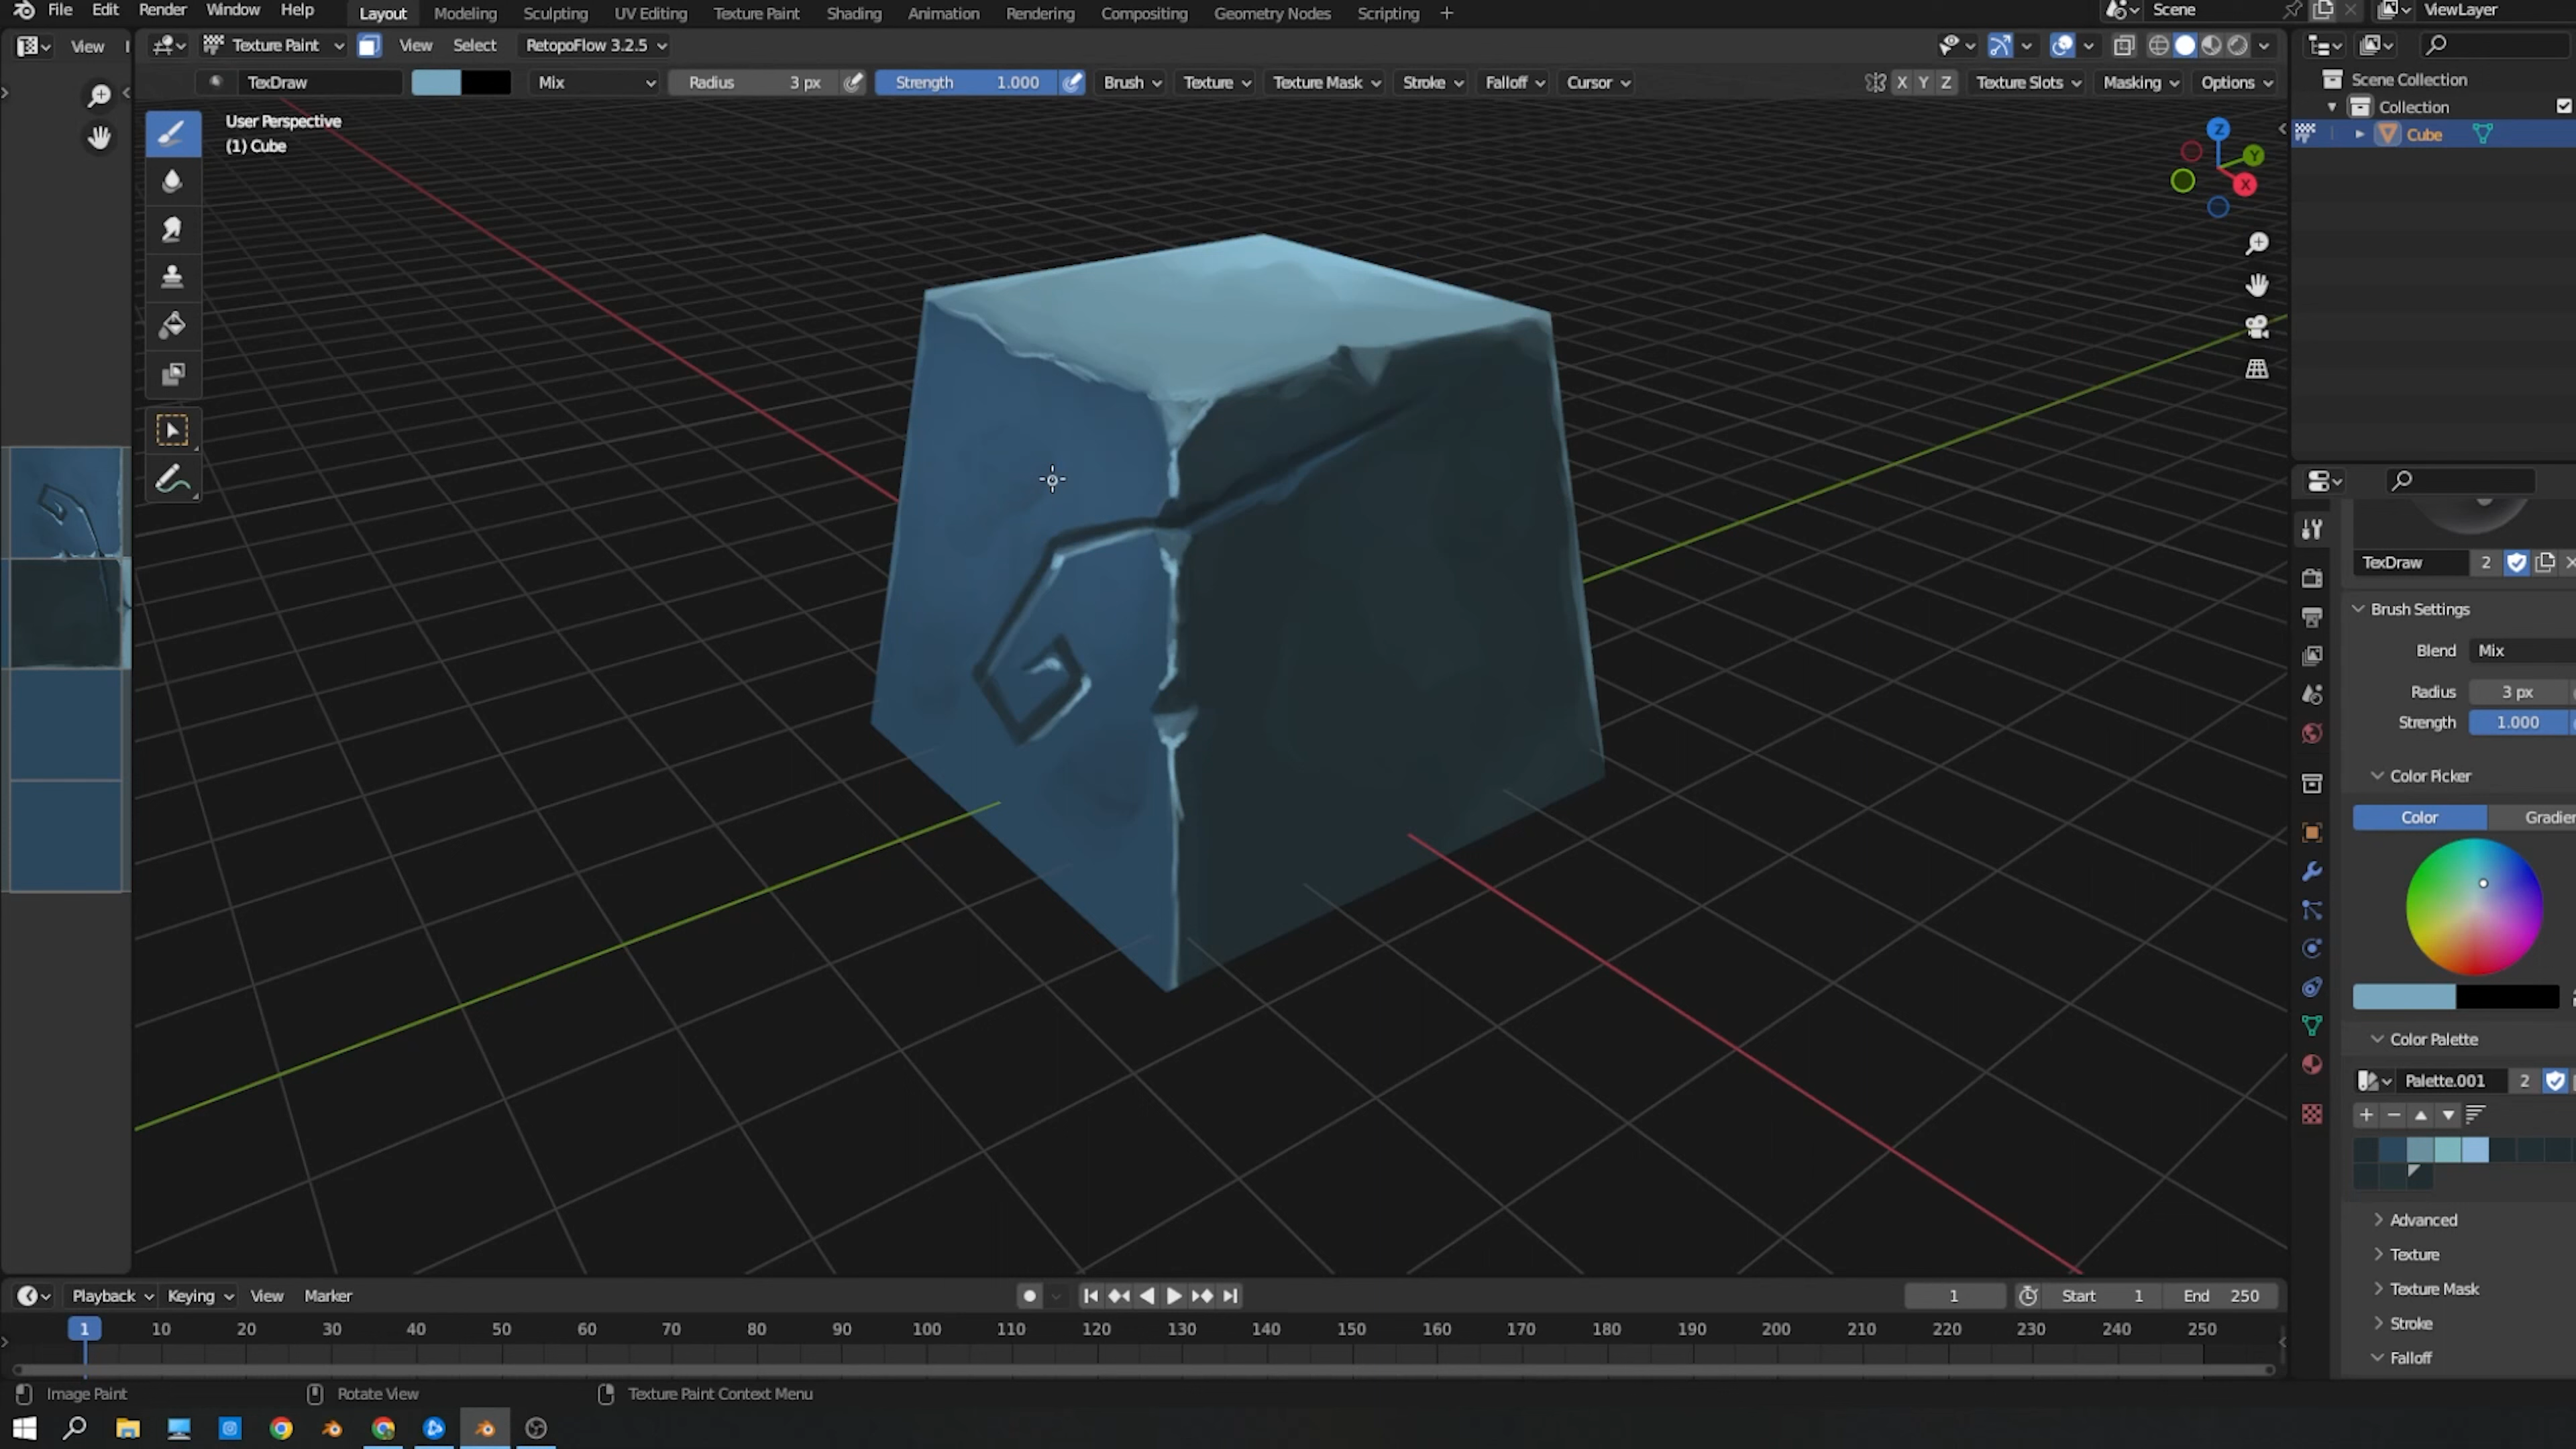 File Edit Render Window Help Layout Modeling Sculpting UV Editing Texture Paint Shading Animation Rendering Compositing Geometry Nodes Scripting + Scene ViewLayer
View Texture Paint View Select RetopoFlow 3.2.5
TexDraw Mix Radius 3 px Strength 1.000 Brush Texture Texture Mask Stroke Falloff Cursor X Y Z Texture Slots Masking Options
User Perspective
(1) Cube
Z
Y
X
Scene Collection
Collection
Cube
TexDraw 2
Brush Settings
Blend Mix
Radius 3 px
Strength 1.000
Color Picker
Color Gradien
Color Palette
Palette.001 2
Advanced
Texture
Texture Mask
Stroke
Falloff
Playback Keying View Marker 1 Start 1 End 250
1 10 20 30 40 50 60 70 80 90 100 110 120 130 140 150 160 170 180 190 200 210 220 230 240 250
Image Paint Rotate View Texture Paint Context Menu